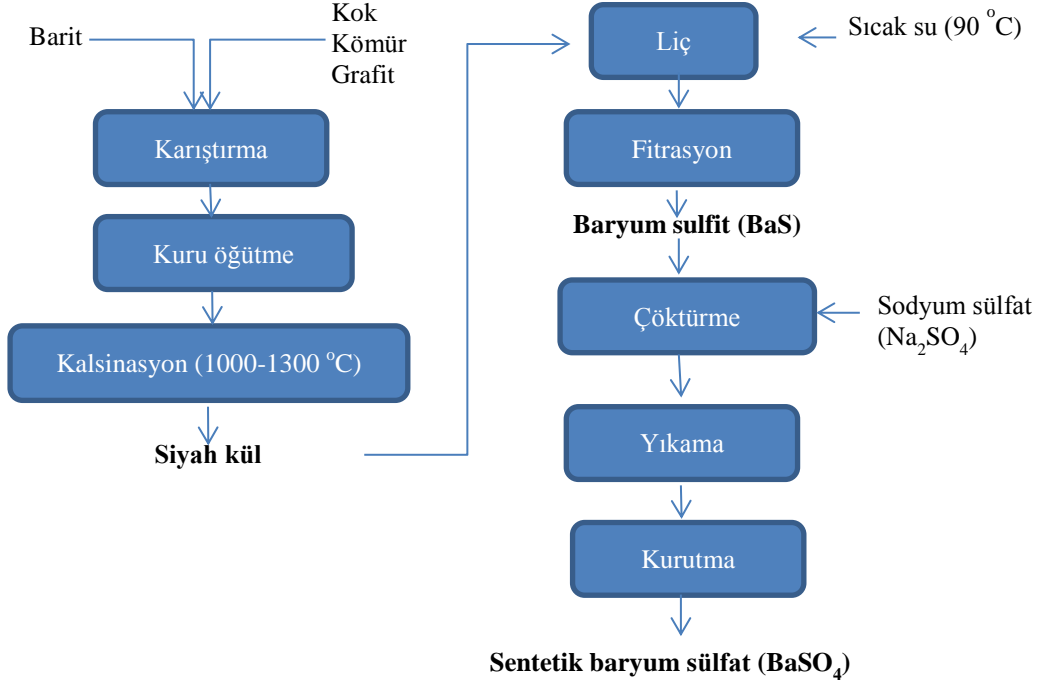 Barit
Kok
Kömür
Grafit
Karıştırma
Kuru öğütme
Kalsinasyon (1000-1300 °C)
Siyah kül
Liç
Sıcak su (90 °C)
Fitrasyon
Baryum sulfit (BaS)
Çöktürme
Sodyum sülfat
(Na₂SO₄)
Yıkama
Kurutma
Sentetik baryum sülfat (BaSO₄)